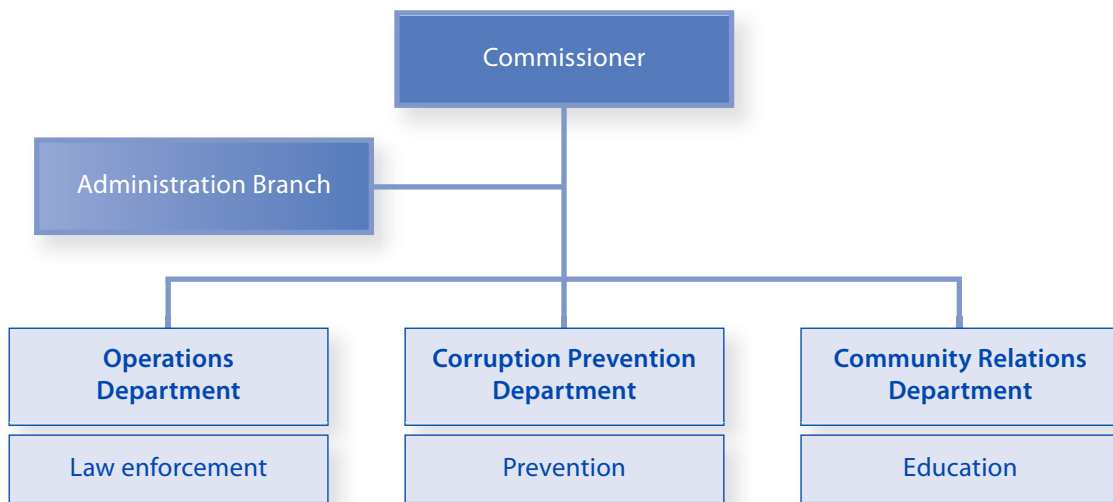 Commissioner
Administration Branch
Operations
Department
Law enforcement
Corruption Prevention
Department
Prevention
Community Relations
Department
Education